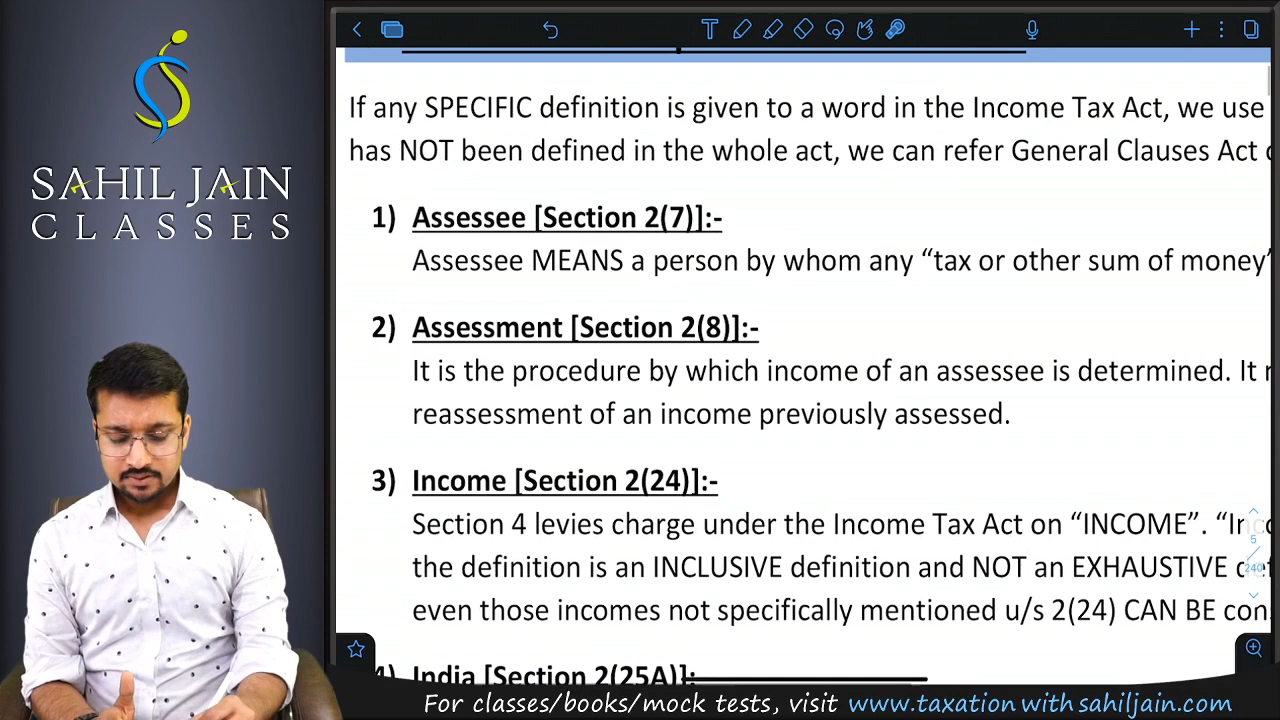 SAHIL JAIN
CLASSES
If any SPECIFIC definition is given to a word in the Income Tax Act, we use
has NOT been defined in the whole act, we can refer General Clauses Act
1) Assessee [Section 2(7)]:-
Assessee MEANS a person by whom any “tax or other sum of money”
2) Assessment [Section 2(8)]:-
It is the procedure by which income of an assessee is determined. It
reassessment of an income previously assessed.
3) Income [Section 2(24)]:-
Section 4 levies charge under the Income Tax Act on “INCOME”.
the definition is an INCLUSIVE definition and NOT an EXHAUSTIVE
even those incomes not specifically mentioned u/s 2(24) CAN BE
India [Section 2(25A)]:
5
240
For classes/books/mock tests, visit www.taxation with sahiljain.com